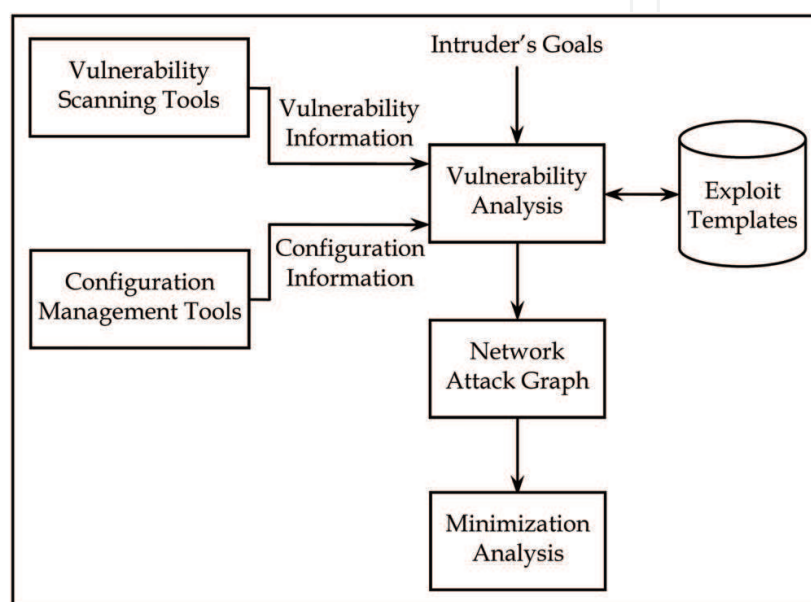 Vulnerability
Scanning Tools
Intruder's Goals
Vulnerability
Information
Vulnerability
Analysis
Exploit
Templates
Configuration
Management Tools
Configuration
Information
Network
Attack Graph
Minimization
Analysis